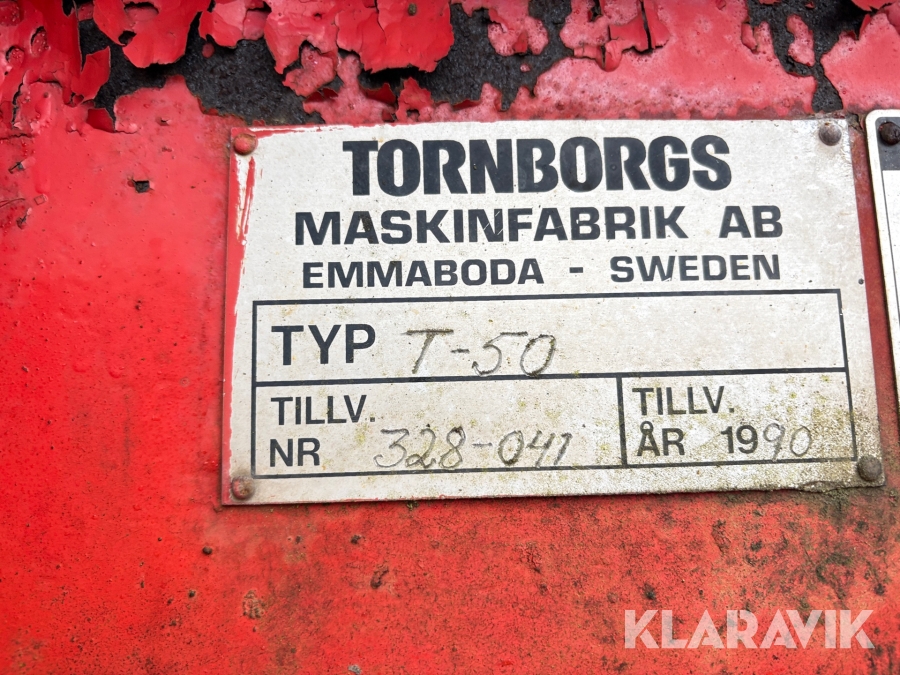 TORNBORGS
MASKINFABRIK AB
EMMABODA - SWEDEN
TYP T-50
TILLV.
NR 328-041
TILLV.
ÅR 1990
KLARAVIK